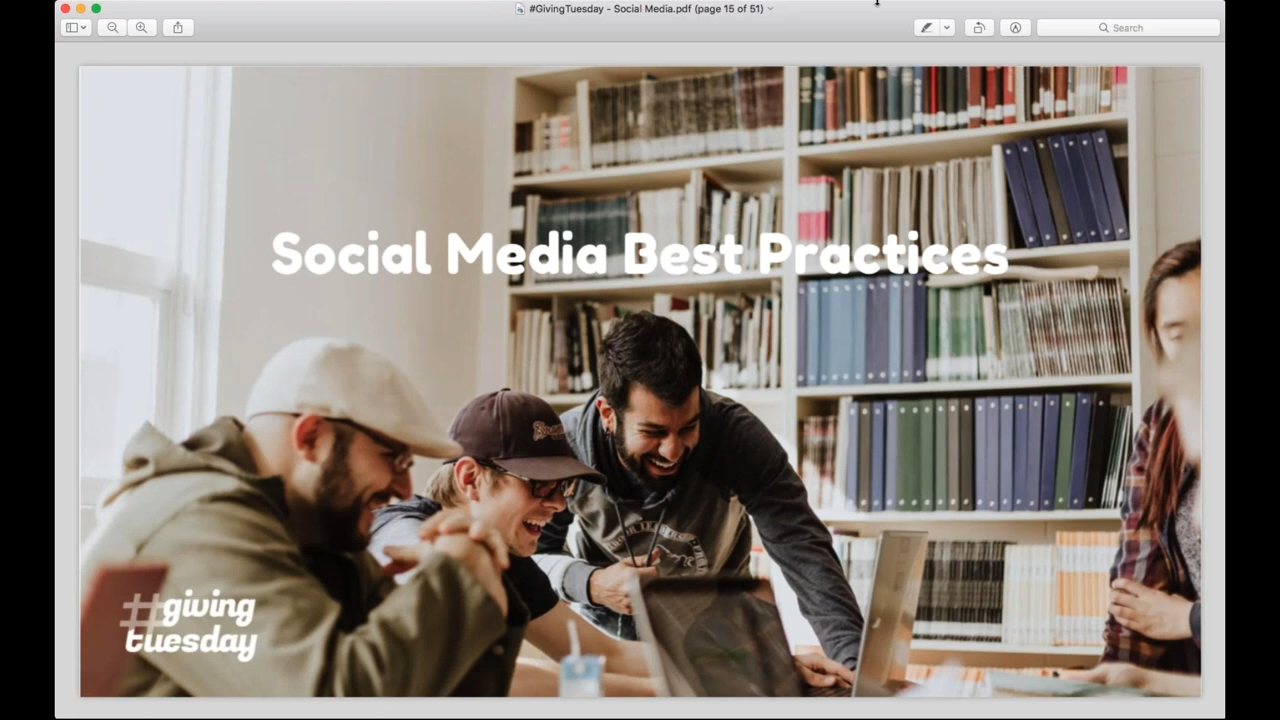 #GivingTuesday - Social Media.pdf (page 15 of 51)
Search
Social Media Best Practices
#giving
tuesday